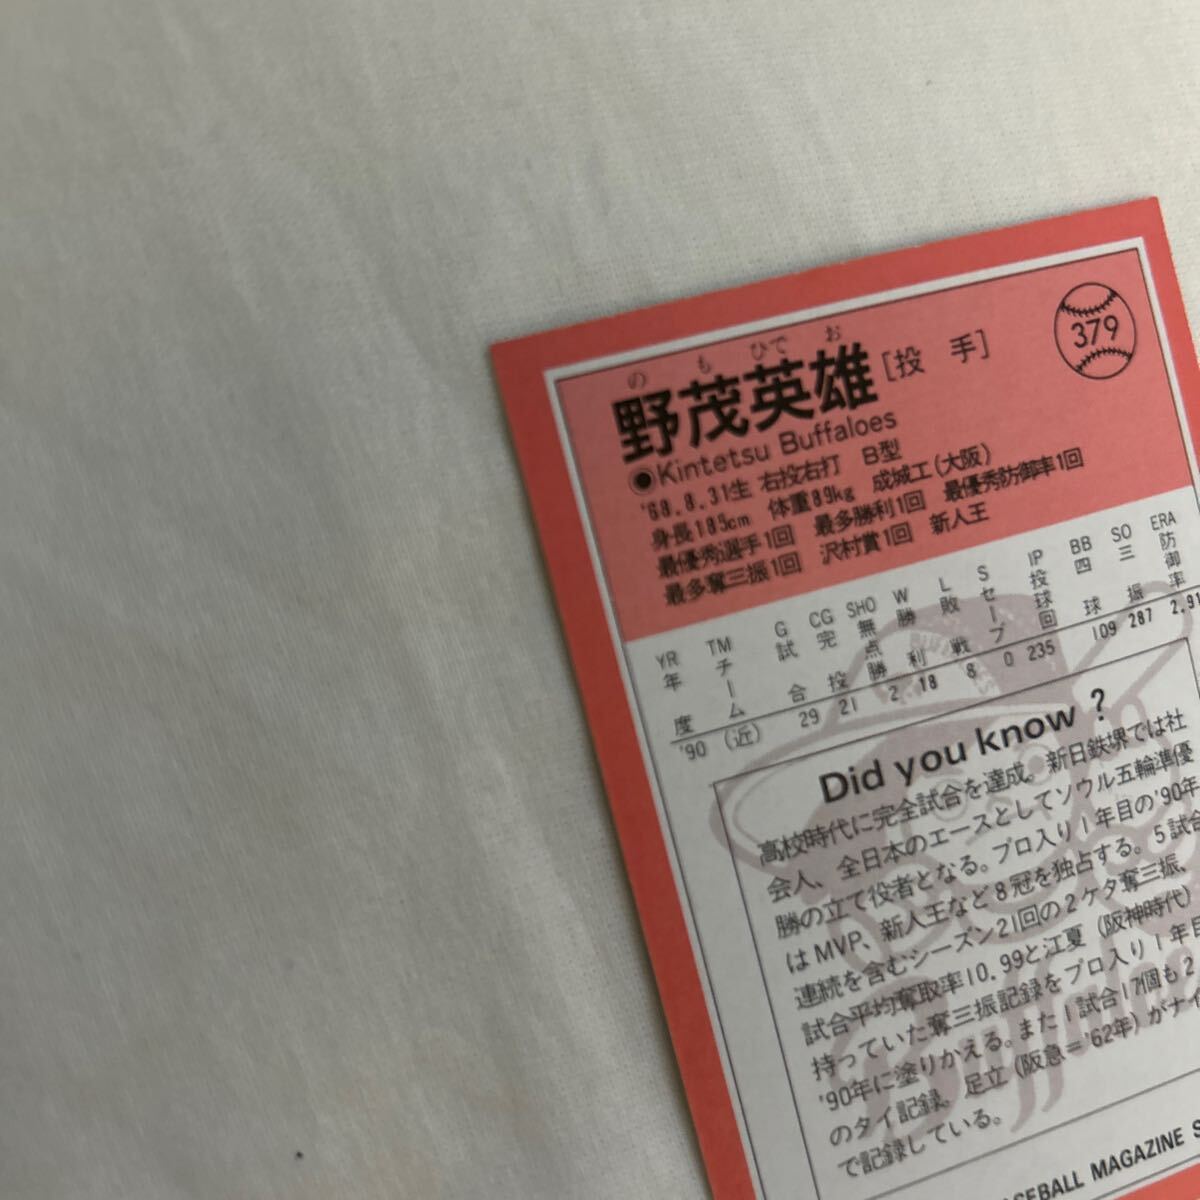 379
の も ひで お
野茂英雄 [投 手]
●Kintetsu Buffaloes
'68.8.31生 右投右打 B型
身長185cm 体重89kg 成城工(大阪)
最優秀選手1回 最多勝利1回 最優秀防御率1回
最多奪三振1回 沢村賞1回 新人王
YR TM G CG SHO W L S IP BB SO ERA
年度 チーム 試合 完投 無点勝 勝利 敗戦 セーブ 投球回 四球 三振 防御率
'90 (近) 29 21 2 18 8 0 235 109 287 2.91
Did you know ?
高校時代に完全試合を達成。新日鉄堺では社
会人、全日本のエースとしてソウル五輪準優
勝の立て役者となる。プロ入り1年目の'90年
はMVP、新人王など8冠を独占する。5試合
連続を含むシーズン21回の2ケタ奪三振、
試合平均奪取率10.99と江夏(阪神時代)
持っていた奪三振記録をプロ入り1年目
'90年に塗りかえる。また1試合17個も2
のタイ記録。足立(阪急='62年)がナイ
で記録している。
Buffaloes
ASEBALL MAGAZINE S